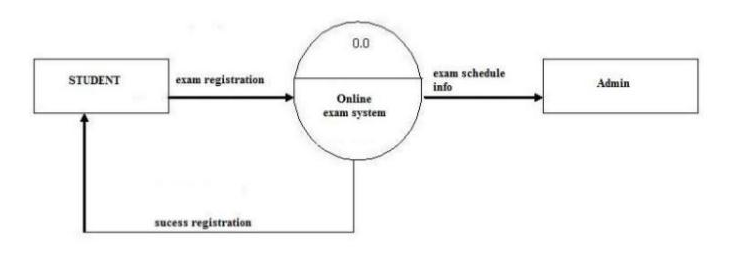 0.0
STUDENT
exam registration
Online
exam system
exam schedule
info
Admin
sucess registration